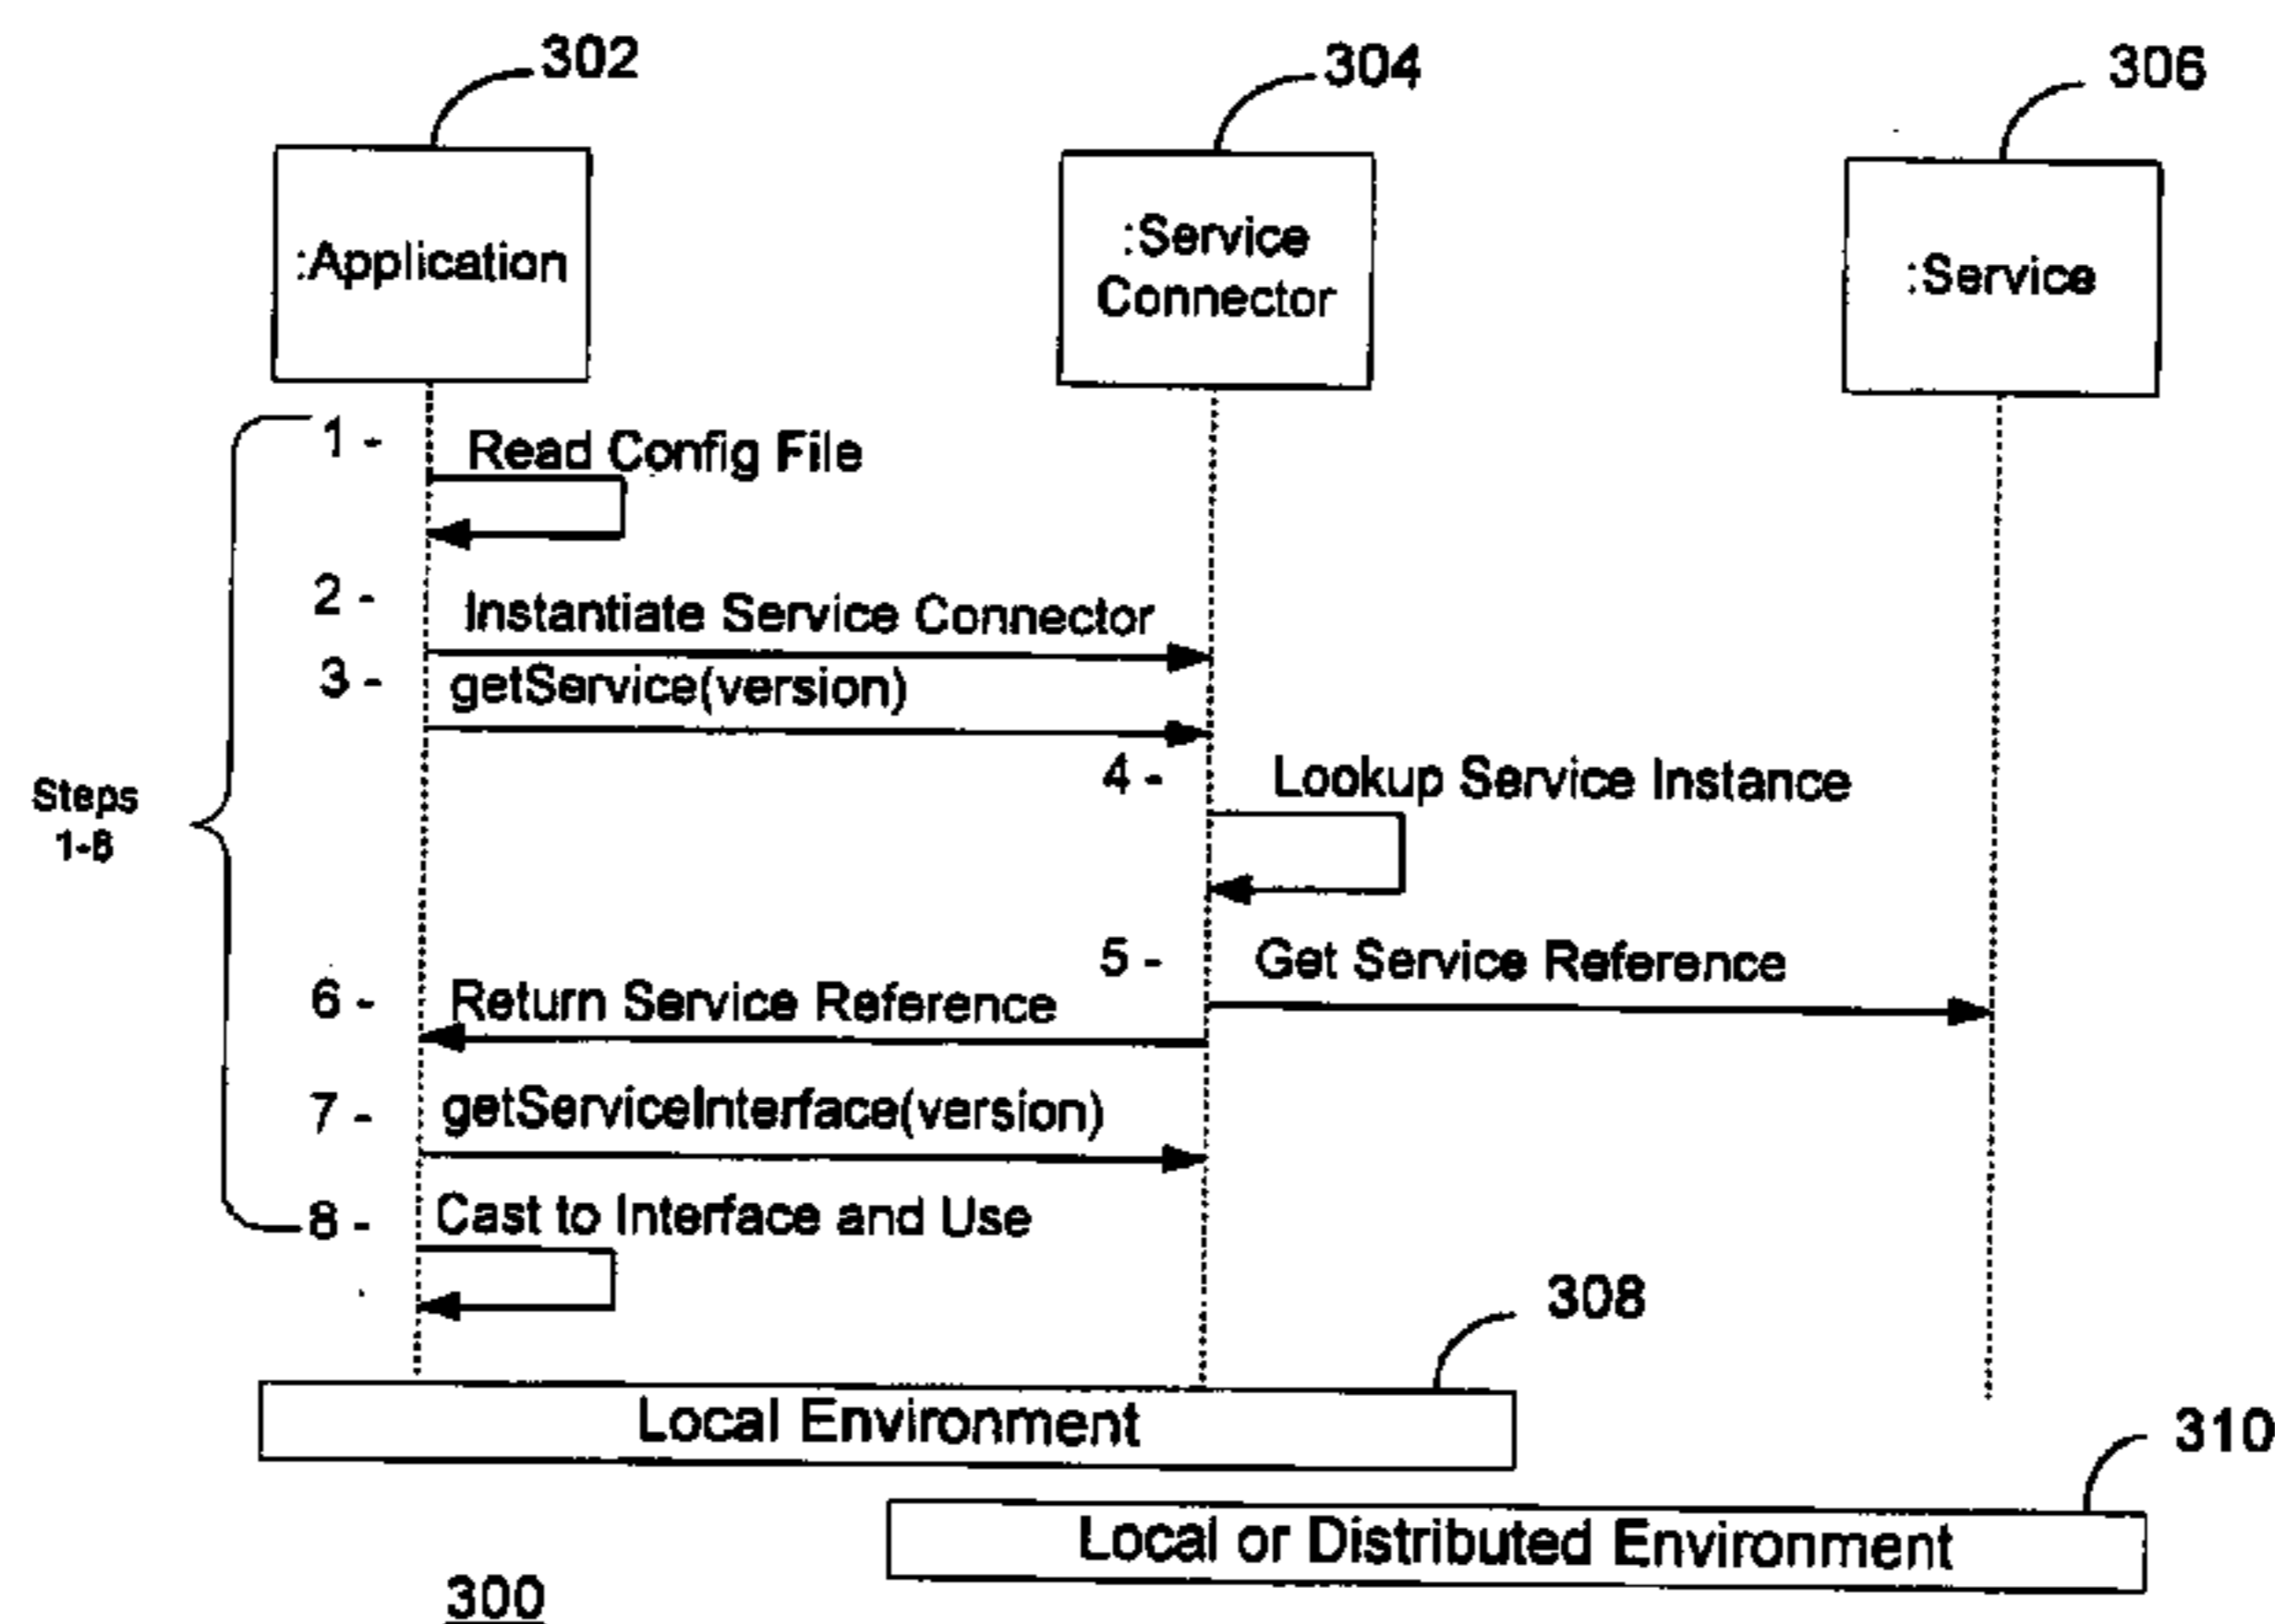 302
304
306
:Application
:Service
Connector
:Service
1 -
Read Config File
2 -
Instantiate Service Connector
3 -
getService(version)
4 -
Lookup Service Instance
Steps
1-8
5 -
Get Service Reference
6 -
Return Service Reference
7 -
getServiceInterface(version)
8 -
Cast to Interface and Use
308
Local Environment
310
Local or Distributed Environment
300